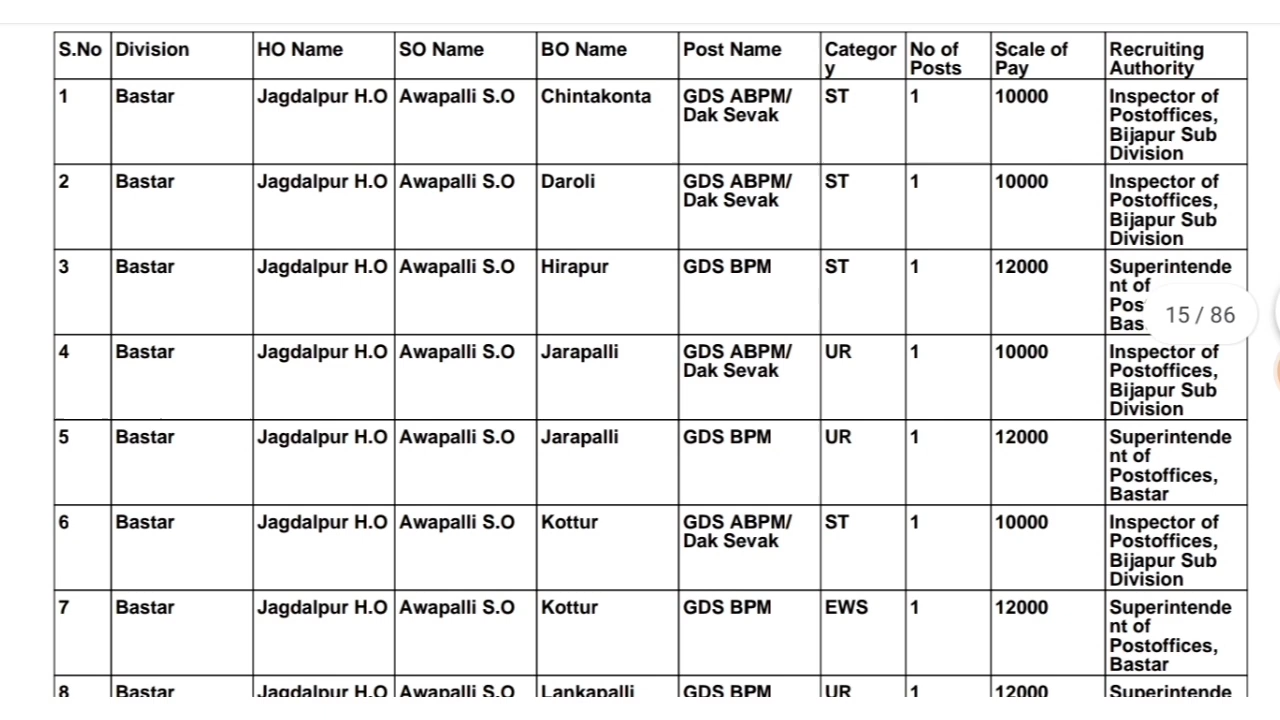 S.No Division HO Name SO Name BO Name Post Name Categor No of Scale of Recruiting
y Posts Pay Authority
1 Bastar Jagdalpur H.O Awapalli S.O Chintakonta GDS ABPM/ ST 1 10000 Inspector of
Dak Sevak Postoffices,
Bijapur Sub
Division
2 Bastar Jagdalpur H.O Awapalli S.O Daroli GDS ABPM/ ST 1 10000 Inspector of
Dak Sevak Postoffices,
Bijapur Sub
Division
3 Bastar Jagdalpur H.O Awapalli S.O Hirapur GDS BPM ST 1 12000 Superintende
nt of
15 / 86
4 Bastar Jagdalpur H.O Awapalli S.O Jarapalli GDS ABPM/ UR 1 10000 Inspector of
Dak Sevak Postoffices,
Bijapur Sub
Division
5 Bastar Jagdalpur H.O Awapalli S.O Jarapalli GDS BPM UR 1 12000 Superintende
nt of
Postoffices,
Bastar
6 Bastar Jagdalpur H.O Awapalli S.O Kottur GDS ABPM/ ST 1 10000 Inspector of
Dak Sevak Postoffices,
Bijapur Sub
Division
7 Bastar Jagdalpur H.O Awapalli S.O Kottur GDS BPM EWS 1 12000 Superintende
nt of
Postoffices,
Bastar
8 Bastar Jagdalpur H.O Awapalli S.O Lankapalli GDS BPM UR 1 12000 Superintende